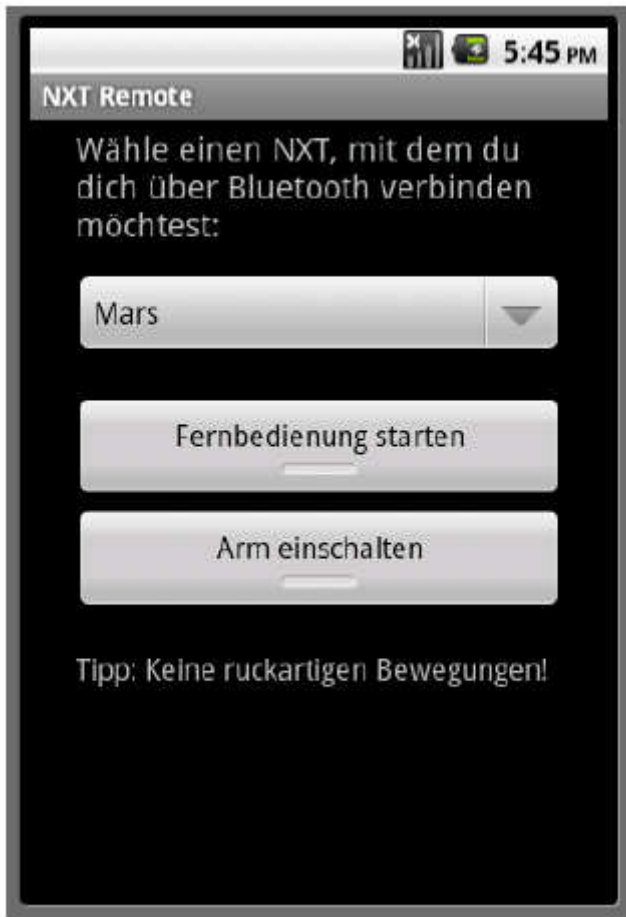 5:45 PM
NXT Remote
Wähle einen NXT, mit dem du
dich über Bluetooth verbinden
möchtest:
Mars
Fernbedienung starten
Arm einschalten
Tipp: Keine ruckartigen Bewegungen!